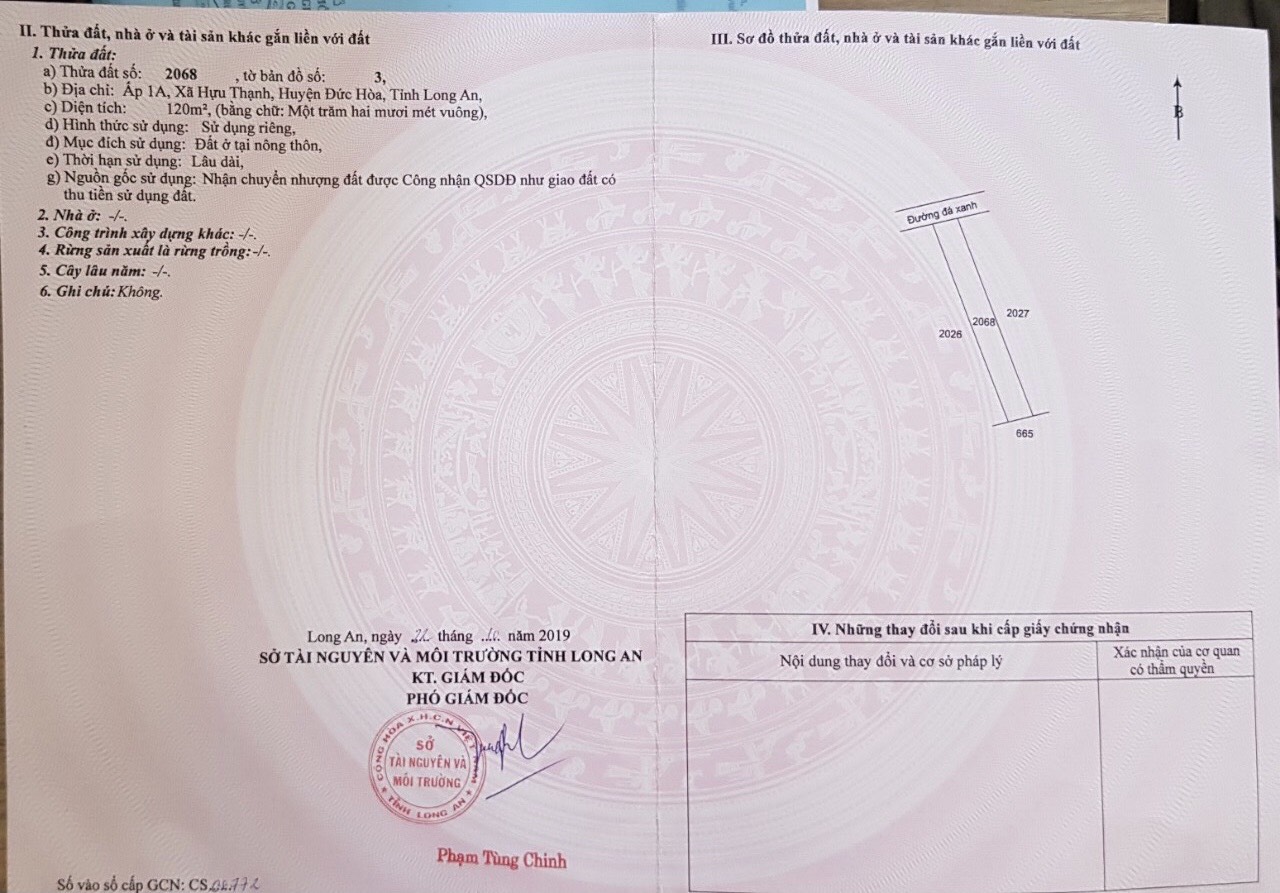 II. Thửa đất, nhà ở và tài sản khác gắn liền với đất
1. Thửa đất:
a) Thửa đất số: 2068 , tờ bản đồ số: 3,
b) Địa chỉ: Ấp 1A, Xã Hựu Thạnh, Huyện Đức Hòa, Tỉnh Long An,
c) Diện tích: 120m², (bằng chữ: Một trăm hai mươi mét vuông),
d) Hình thức sử dụng: Sử dụng riêng,
đ) Mục đích sử dụng: Đất ở tại nông thôn,
e) Thời hạn sử dụng: Lâu dài,
g) Nguồn gốc sử dụng: Nhận chuyển nhượng đất được Công nhận QSDĐ như giao đất có
thu tiền sử dụng đất.
2. Nhà ở: -/-.
3. Công trình xây dựng khác: -/-.
4. Rừng sản xuất là rừng trồng: -/-.
5. Cây lâu năm: -/-.
6. Ghi chú: Không.
Long An, ngày tháng năm 2019
SỞ TÀI NGUYÊN VÀ MÔI TRƯỜNG TỈNH LONG AN
KT. GIÁM ĐỐC
PHÓ GIÁM ĐỐC
CỘNG HÒA X.H.C.N VIỆT NAM
SỞ
TÀI NGUYÊN VÀ
MÔI TRƯỜNG
TỈNH LONG AN
Phạm Tùng Chinh
Số vào sổ cấp GCN: CS
III. Sơ đồ thửa đất, nhà ở và tài sản khác gắn liền với đất
B
Đường đá xanh
2027
2068
2026
665
IV. Những thay đổi sau khi cấp giấy chứng nhận
Nội dung thay đổi và cơ sở pháp lý
Xác nhận của cơ quan
có thẩm quyền